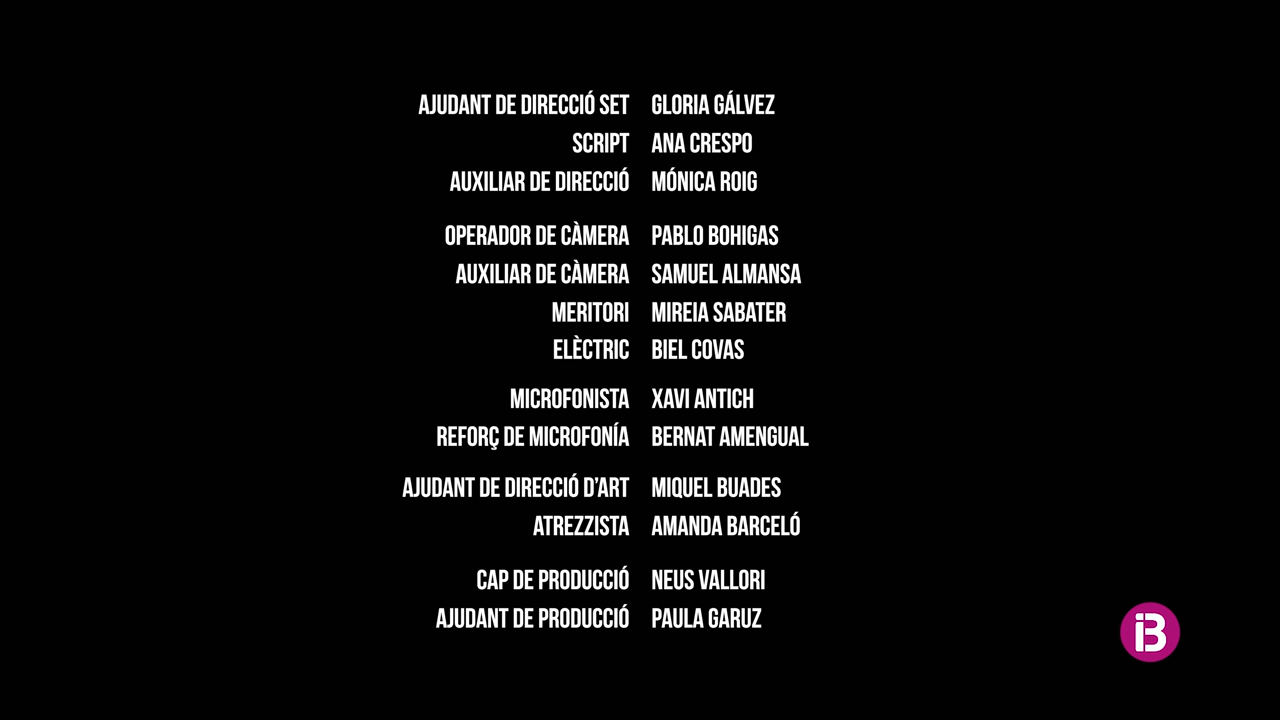 AJUDANT DE DIRECCIÓ SET GLORIA GÁLVEZ
SCRIPT ANA CRESPO
AUXILIAR DE DIRECCIÓ MÓNICA ROIG
OPERADOR DE CÀMERA PABLO BOHIGAS
AUXILIAR DE CÀMERA SAMUEL ALMANSA
MERITORI MIREIA SABATER
ELÈCTRIC BIEL COVAS
MICROFONISTA XAVI ANTICH
REFORÇ DE MICROFONÍA BERNAT AMENGUAL
AJUDANT DE DIRECCIÓ D’ART MIQUEL BUADES
ATREZZISTA AMANDA BARCELÓ
CAP DE PRODUCCIÓ NEUS VALLORI
AJUDANT DE PRODUCCIÓ PAULA GARUZ
iB